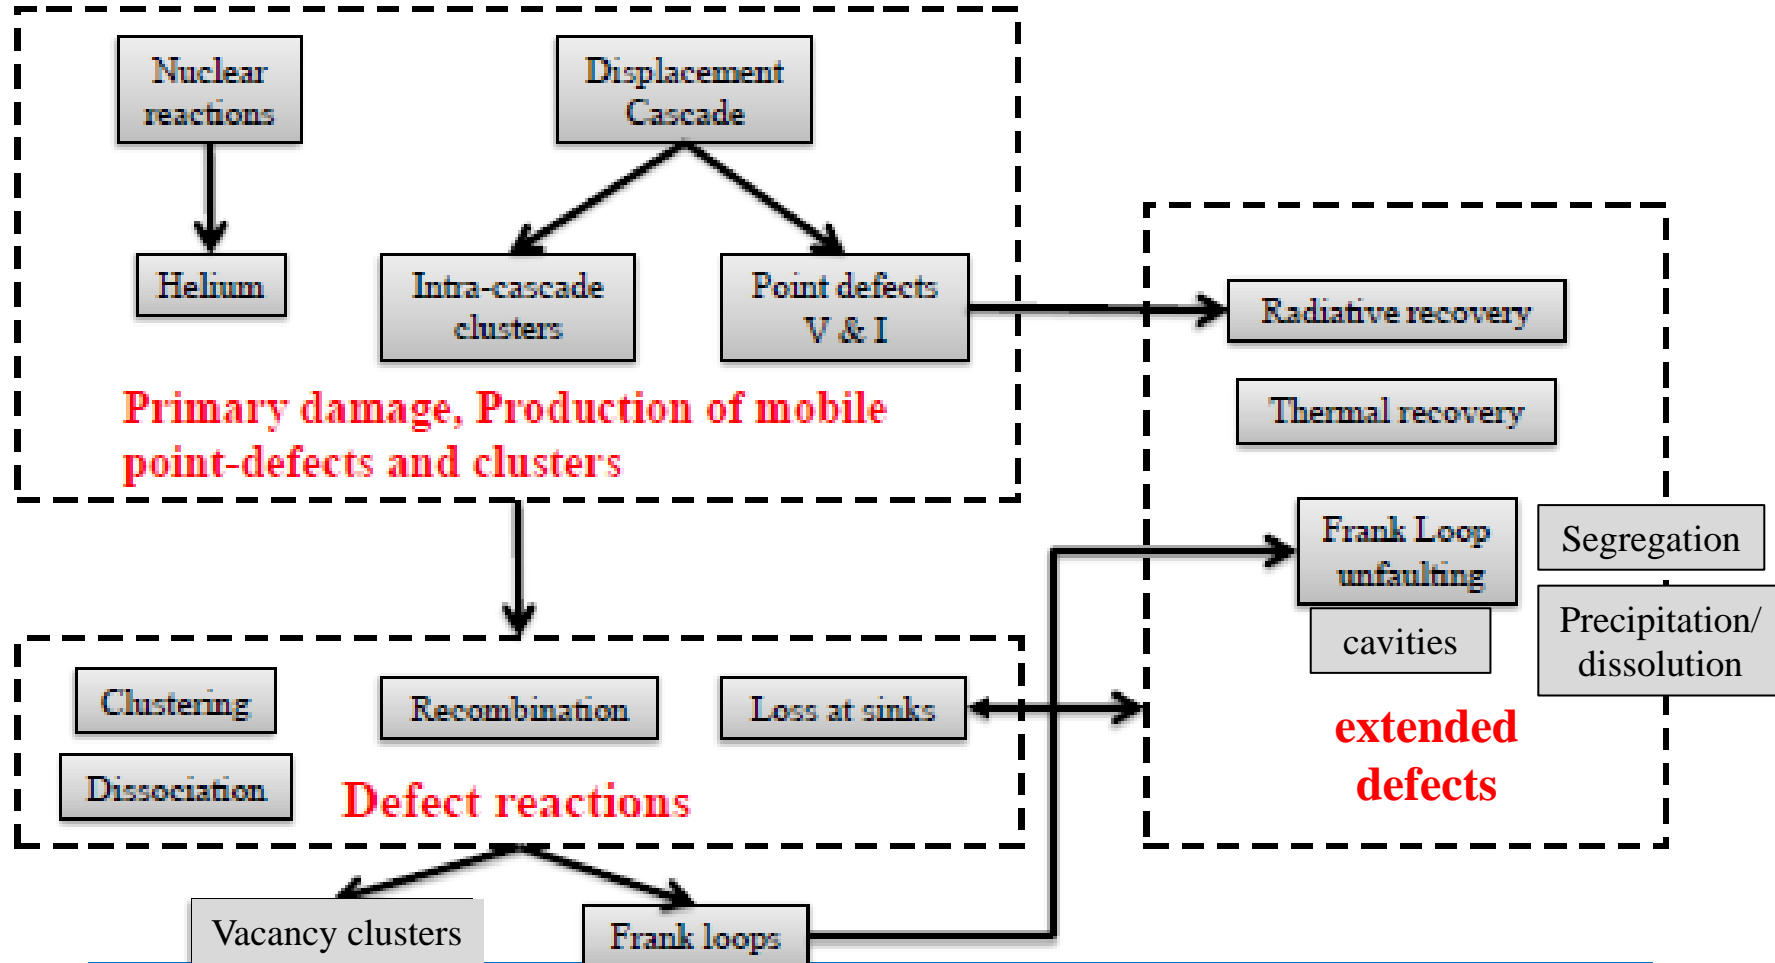 Nuclear
reactions
Displacement
Cascade
Helium
Intra-cascade
clusters
Point defects
V & I
Primary damage, Production of mobile
point-defects and clusters
Radiative recovery
Thermal recovery
Frank Loop
unfaulting
Segregation
cavities
Precipitation/
dissolution
extended
defects
Clustering
Recombination
Loss at sinks
Dissociation
Defect reactions
Vacancy clusters
Frank loops